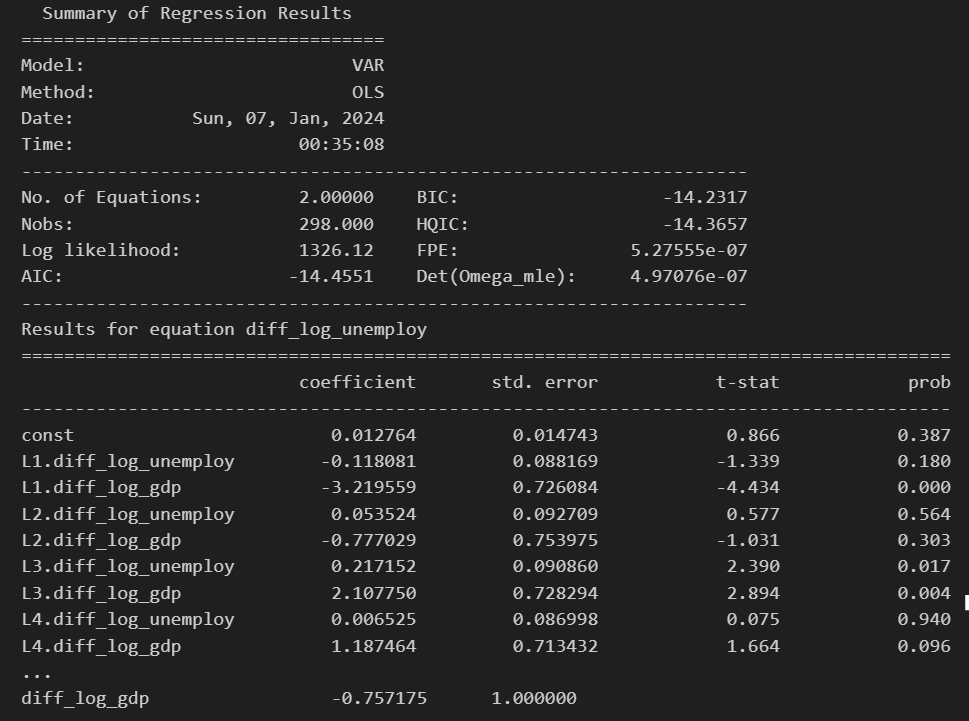 Summary of Regression Results
==================================
Model: VAR
Method: OLS
Date: Sun, 07, Jan, 2024
Time: 00:35:08
--------------------------------------------------------------------
No. of Equations: 2.00000 BIC: -14.2317
Nobs: 298.000 HQIC: -14.3657
Log likelihood: 1326.12 FPE: 5.27555e-07
AIC: -14.4551 Det(Omega_mle): 4.97076e-07
--------------------------------------------------------------------
Results for equation diff_log_unemploy
=======================================================================================
coefficient std. error t-stat prob
---------------------------------------------------------------------------------------
const 0.012764 0.014743 0.866 0.387
L1.diff_log_unemploy -0.118081 0.088169 -1.339 0.180
L1.diff_log_gdp -3.219559 0.726084 -4.434 0.000
L2.diff_log_unemploy 0.053524 0.092709 0.577 0.564
L2.diff_log_gdp -0.777029 0.753975 -1.031 0.303
L3.diff_log_unemploy 0.217152 0.090860 2.390 0.017
L3.diff_log_gdp 2.107750 0.728294 2.894 0.004
L4.diff_log_unemploy 0.006525 0.086998 0.075 0.940
L4.diff_log_gdp 1.187464 0.713432 1.664 0.096
...
diff_log_gdp -0.757175 1.000000